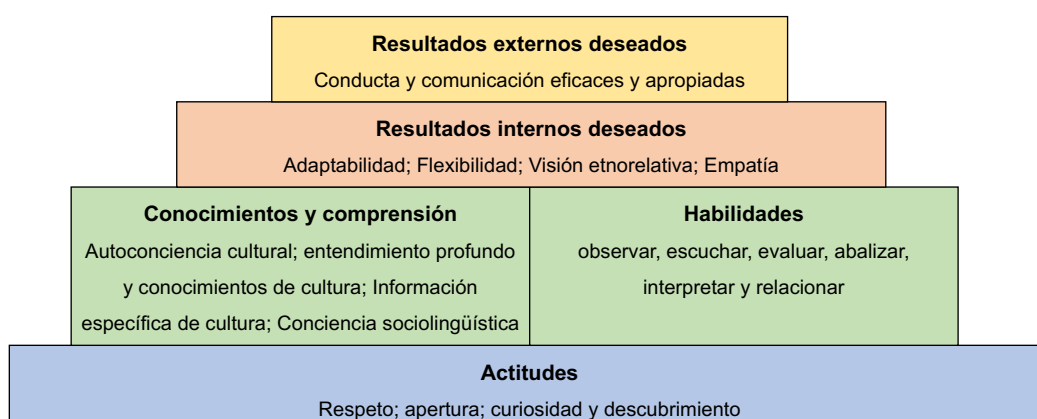 Resultados externos deseados
Conducta y comunicación eficaces y apropiadas
Resultados internos deseados
Adaptabilidad; Flexibilidad; Visión etnorelativa; Empatía
Conocimientos y comprensión
Autoconciencia cultural; entendimiento profundo
y conocimientos de cultura; Información
específica de cultura; Conciencia sociolingüística
Habilidades
observar, escuchar, evaluar, abalizar,
interpretar y relacionar
Actitudes
Respeto; apertura; curiosidad y descubrimiento